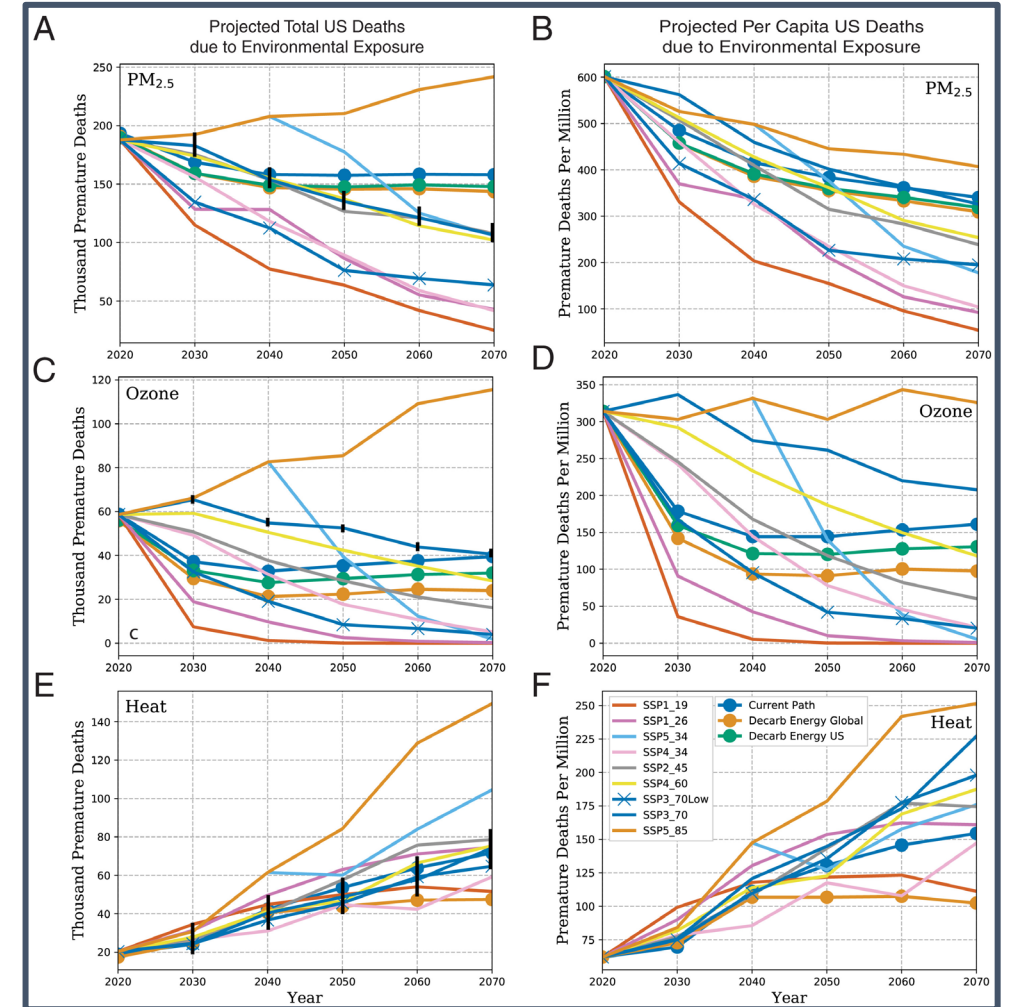 A
Projected Total US Deaths
due to Environmental Exposure
B
Projected Per Capita US Deaths
due to Environmental Exposure
PM2.5
Thousand Premature Deaths
250
200
150
100
50
2020 2030 2040 2050 2060 2070
PM2.5
Premature Deaths Per Million
600
500
400
300
200
100
2020 2030 2040 2050 2060 2070
C
Ozone
Thousand Premature Deaths
120
100
80
60
40
20
0
C
2020 2030 2040 2050 2060 2070
D
Ozone
Premature Deaths Per Million
350
300
250
200
150
100
50
0
2020 2030 2040 2050 2060 2070
E
Heat
Thousand Premature Deaths
140
120
100
80
60
40
20
2020 2030 2040 2050 2060 2070
Year
F
Heat
Premature Deaths Per Million
250
225
200
175
150
125
100
75
SSP1_19
SSP1_26
SSP5_34
SSP4_34
SSP2_45
SSP4_60
SSP3_70Low
SSP3_70
SSP5_85
Current Path
Decarb Energy Global
Decarb Energy US
2020 2030 2040 2050 2060 2070
Year